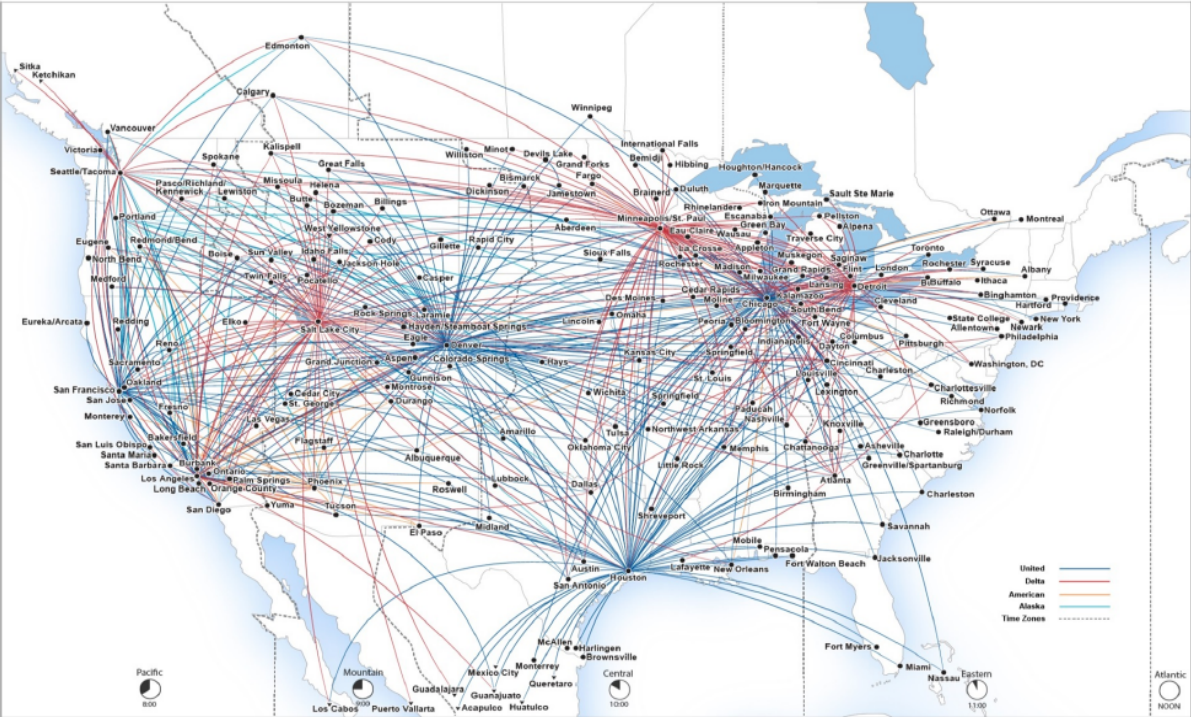 Edmonton
Sitka
Ketchikan
Calgary
Winnipeg
Vancouver
Victoria
Seattle/Tacoma
Spokane
Kalispell
Great Falls
Williston
Minot
Devils Lake
Grand Forks
Fargo
International Falls
Bemidji
Hibbing
Houghton/Hancock
Pasco/Richland/
Kennewick
Lewiston
Missoula
Helena
Butte
Bozeman
Billings
Dickinson
Bismarck
Jamestown
Brainerd
Duluth
Marquette
Iron Mountain
Sault Ste Marie
Portland
West Yellowstone
Aberdeen
Minneapolis/St. Paul
Rhinelander
Escanaba
Pellston
Alpena
Ottawa
Montreal
Eugene
Redmond/Bend
North Bend
Boise
Sun Valley
Idaho Falls
Cody
Jackson Hole
Gillette
Rapid City
Sioux Falls
Eau Claire
Wausau
Green Bay
Appleton
Traverse City
La Crosse
Rochester
Madison
Milwaukee
Muskegon
Grand Rapids
Saginaw
Flint
Lansing
Detroit
London
Toronto
Rochester
Syracuse
Buffalo
Ithaca
Albany
Medford
Twin Falls
Pocatello
Casper
Cedar Rapids
Des Moines
Moline
Chicago
Kalamazoo
South Bend
Cleveland
Binghamton
Hartford
Providence
Eureka/Arcata
Redding
Elko
Salt Lake City
Rock Springs
Laramie
Hayden/Steamboat Springs
Eagle
Denver
Lincoln
Omaha
Peoria
Bloomington
Fort Wayne
State College
Allentown
Newark
New York
Philadelphia
Reno
Sacramento
Grand Junction
Aspen
Colorado Springs
Gunnison
Hays
Kansas City
Springfield
Indianapolis
Dayton
Columbus
Pittsburgh
Washington, DC
San Francisco
Oakland
San Jose
Monterey
Fresno
Cedar City
St. George
Montrose
Durango
Wichita
St. Louis
Springfield
Louisville
Cincinnati
Lexington
Charleston
Charlottesville
Richmond
Norfolk
Las Vegas
Paducah
Nashville
Knoxville
Greensboro
Raleigh/Durham
San Luis Obispo
Bakersfield
Santa Maria
Santa Barbara
Flagstaff
Albuquerque
Amarillo
Oklahoma City
Tulsa
Northwest Arkansas
Memphis
Chattanooga
Asheville
Charlotte
Greenville/Spartanburg
Burbank
Ontario
Los Angeles
Palm Springs
Long Beach
Orange County
Phoenix
Roswell
Lubbock
Dallas
Little Rock
Birmingham
Atlanta
Charleston
San Diego
Yuma
Tucson
El Paso
Midland
Shreveport
Savannah
Mobile
Pensacola
Fort Walton Beach
Jacksonville
Austin
San Antonio
Houston
Lafayette
New Orleans
United
Delta
American
Alaska
Time Zones
McAllen
Harlingen
Brownsville
Monterrey
Fort Myers
Miami
Nassau
Mexico City
Queretaro
Guadalajara
Guanajuato
Los Cabos
Puerto Vallarta
Acapulco
Huatulco
Pacific
8:00
Mountain
9:00
Central
10:00
Eastern
11:00
Atlantic
NOON